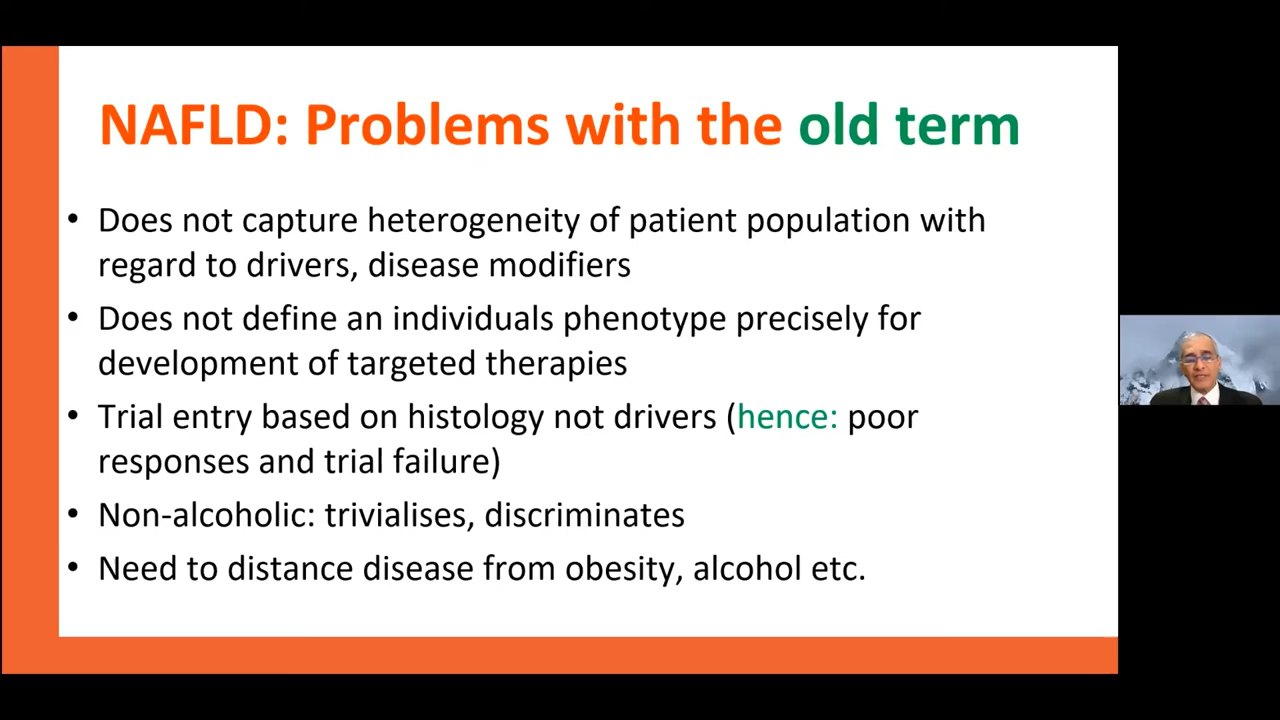 NAFLD: Problems with the old term
• Does not capture heterogeneity of patient population with
regard to drivers, disease modifiers
• Does not define an individuals phenotype precisely for
development of targeted therapies
• Trial entry based on histology not drivers (hence: poor
responses and trial failure)
• Non-alcoholic: trivialises, discriminates
• Need to distance disease from obesity, alcohol etc.